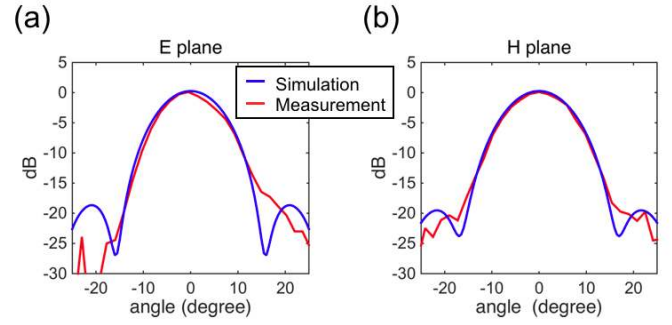 (a)
E plane
5
0
-5
-10
-15
-20
-25
-30
dB
-20 -10 0 10 20
angle (degree)
Simulation
Measurement
(b)
H plane
5
0
-5
-10
-15
-20
-25
-30
dB
-20 -10 0 10 20
angle (degree)